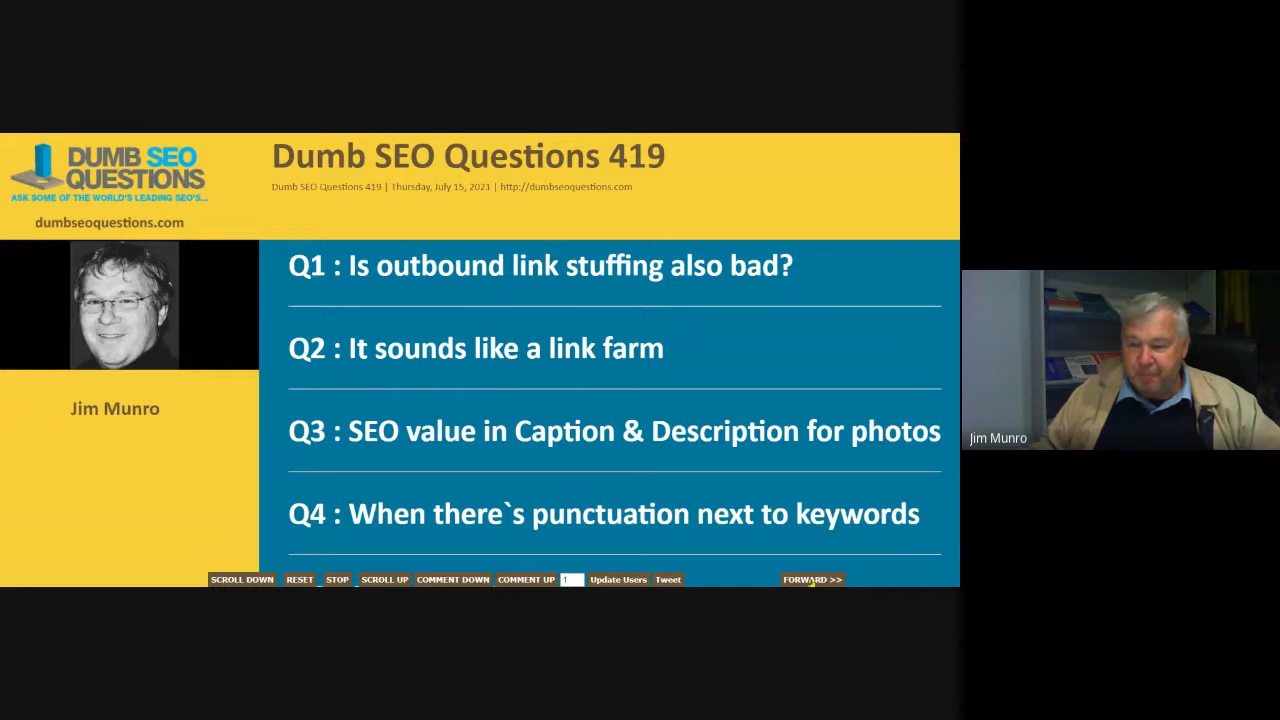 DUMB SEO
QUESTIONS
ASK SOME OF THE WORLD'S LEADING SEO'S...
dumbseoquestions.com
Dumb SEO Questions 419
Dumb SEO Questions 419 | Thursday, July 15, 2021 | http://dumbseoquestions.com
Jim Munro
Q1 : Is outbound link stuffing also bad?
Q2 : It sounds like a link farm
Q3 : SEO value in Caption & Description for photos
Q4 : When there`s punctuation next to keywords
SCROLL DOWN RESET STOP SCROLL UP COMMENT DOWN COMMENT UP 1 Update Users Tweet FORWARD >>
Jim Munro